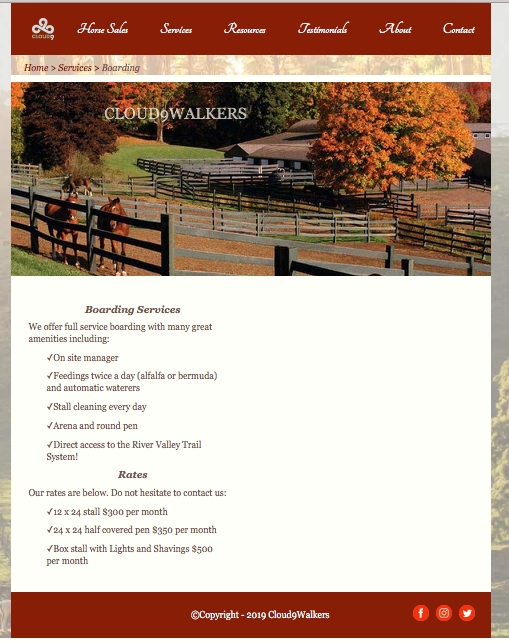 CLOUD9
Horse Sales Services Resources Testimonials About Contact
Home > Services > Boarding
CLOUD9WALKERS
Boarding Services
We offer full service boarding with many great
amenities including:
✓On site manager
✓Feedings twice a day (alfalfa or bermuda)
and automatic waterers
✓Stall cleaning every day
✓Arena and round pen
✓Direct access to the River Valley Trail
System!
Rates
Our rates are below. Do not hesitate to contact us:
✓12 x 24 stall $300 per month
✓24 x 24 half covered pen $350 per month
✓Box stall with Lights and Shavings $500
per month
©Copyright - 2019 Cloud9Walkers